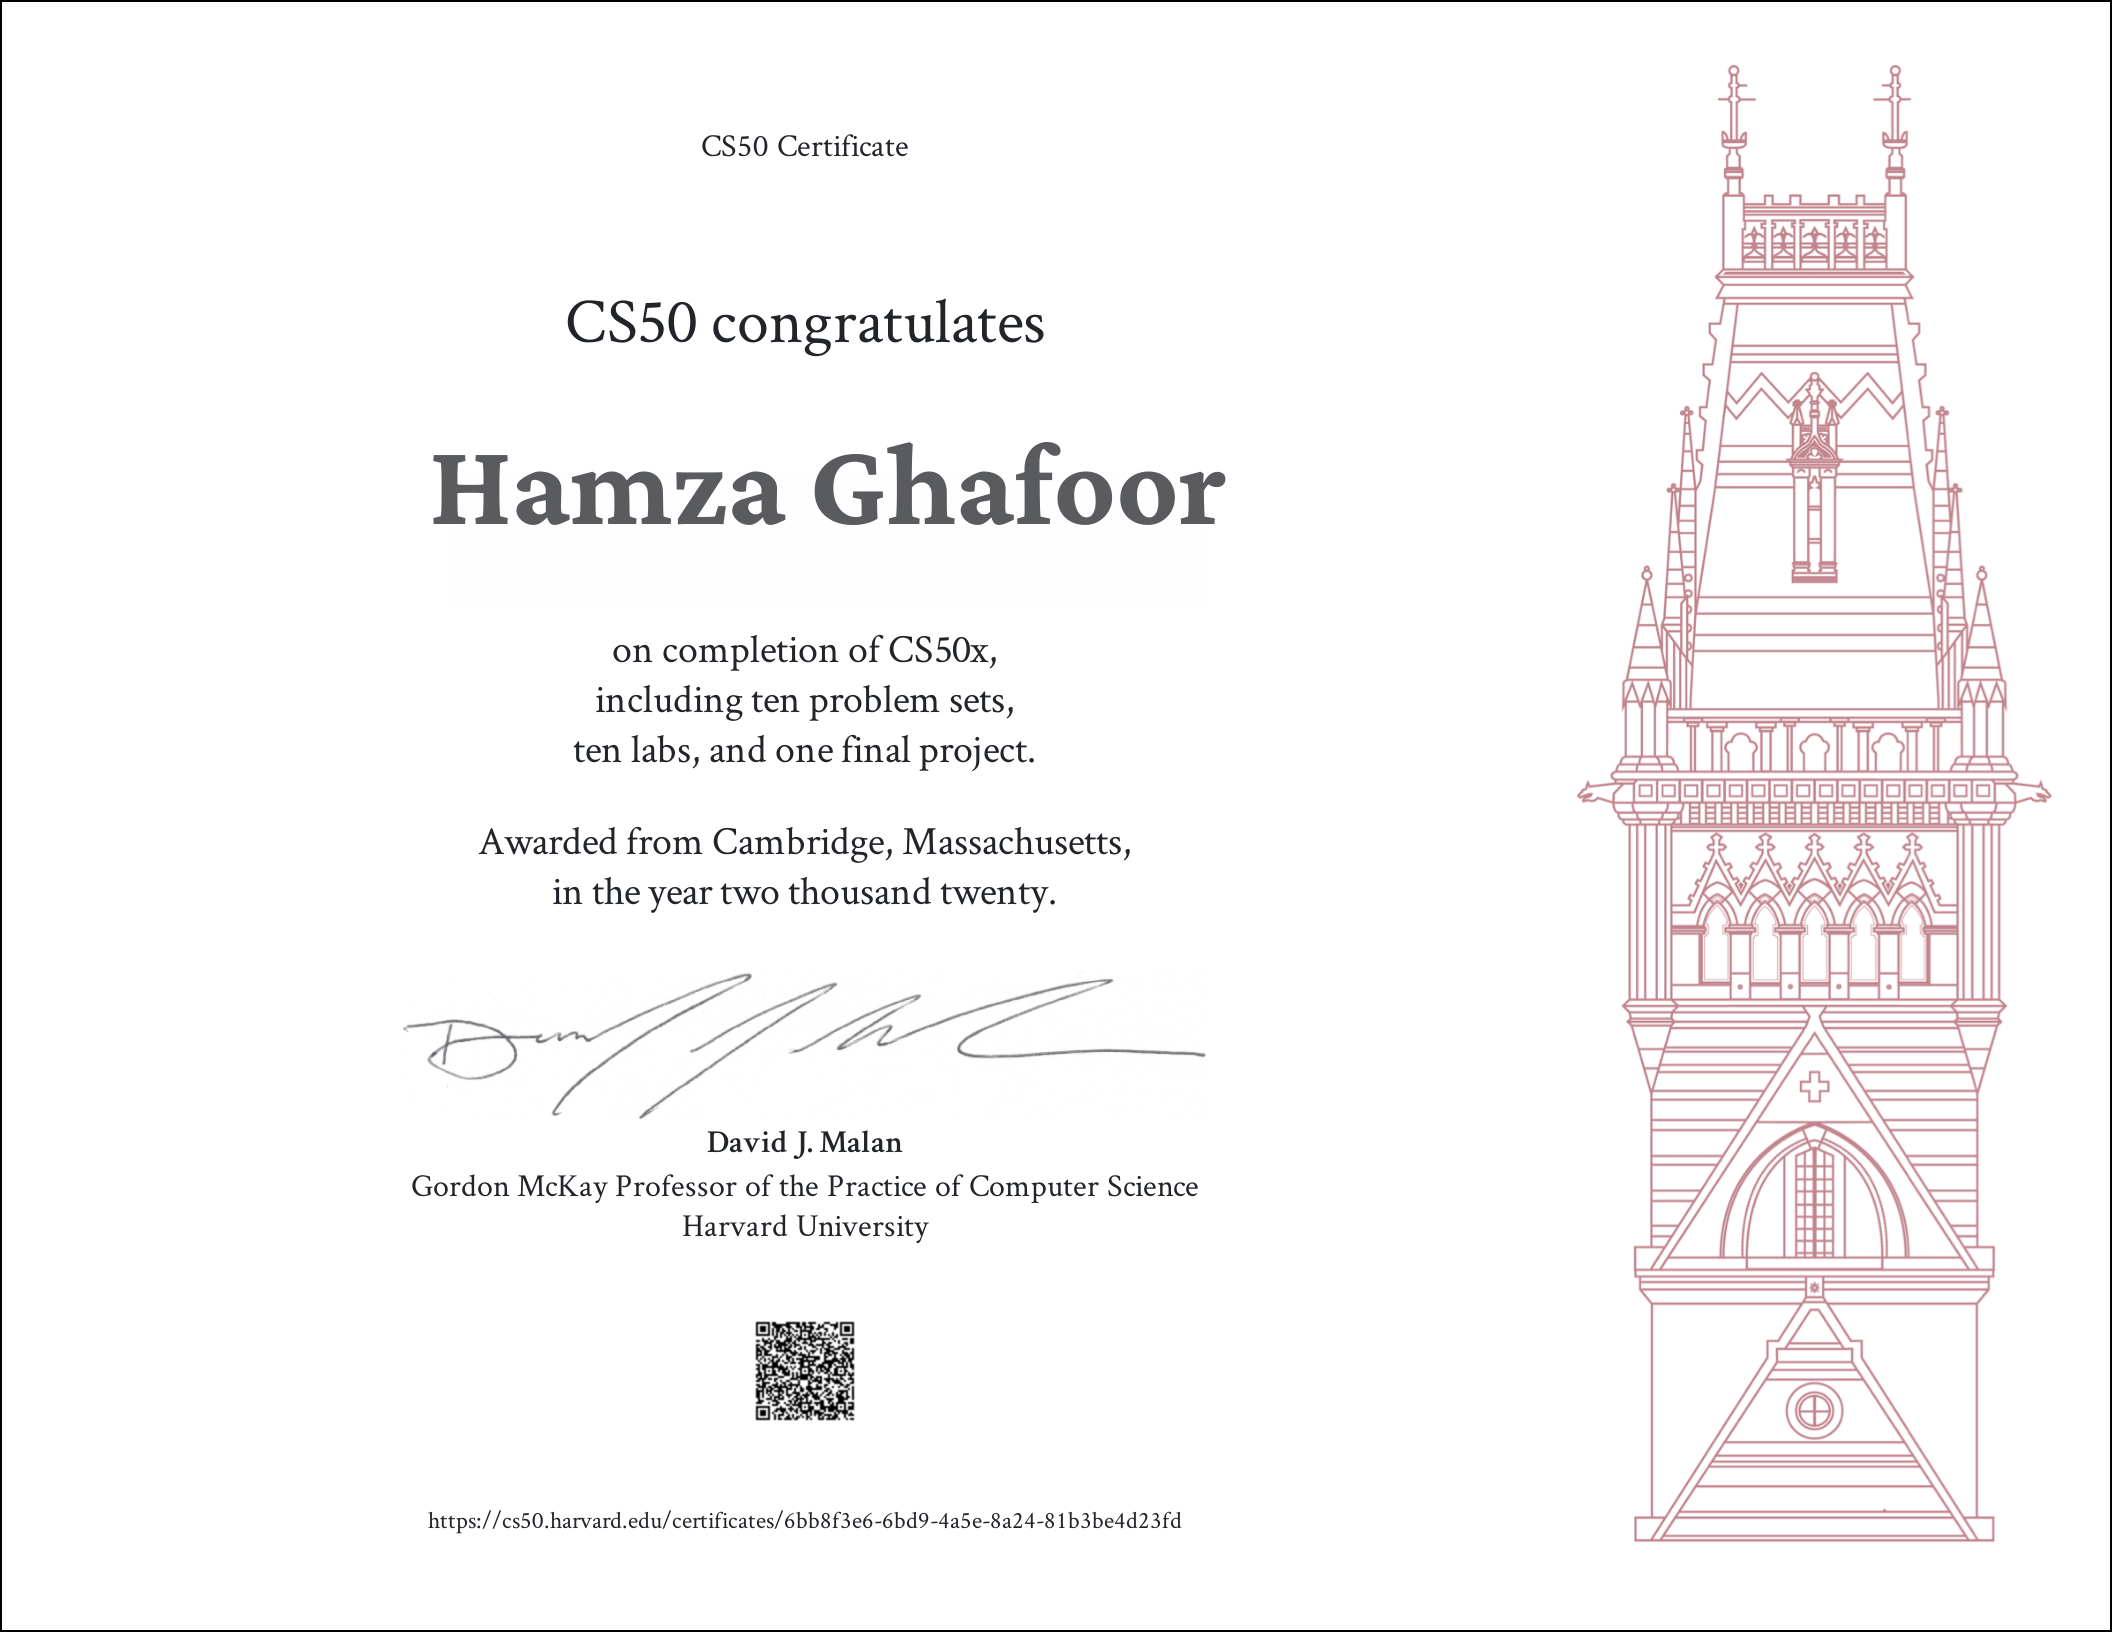 CS50 Certificate
CS50 congratulates
Hamza Ghafoor
on completion of CS50x,
including ten problem sets,
ten labs, and one final project.
Awarded from Cambridge, Massachusetts,
in the year two thousand twenty.
David J. Malan
Gordon McKay Professor of the Practice of Computer Science
Harvard University
https://cs50.harvard.edu/certificates/6bb8f3e6-6bd9-4a5e-8a24-81b3be4d23fd